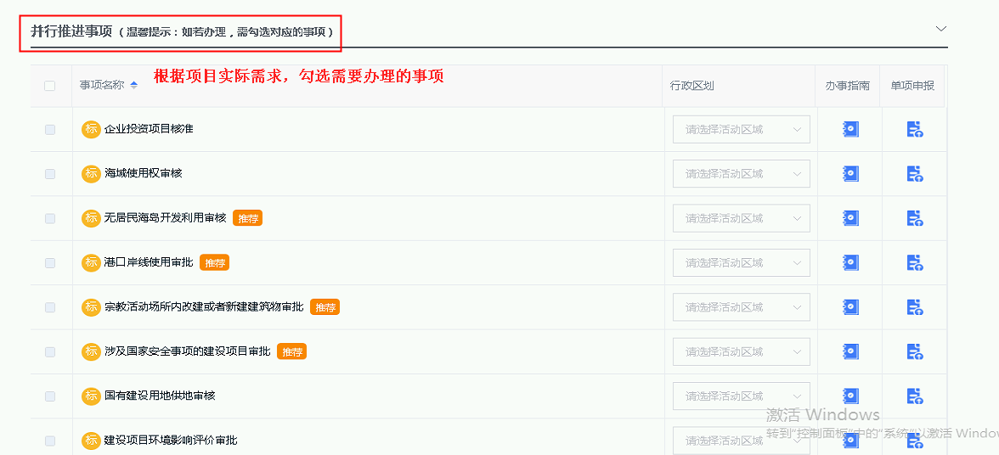 并行推进事项（温馨提示：如若办理，需勾选对应的事项）
根据项目实际需求，勾选需要办理的事项
事项名称 行政区划 办事指南 单项申报
标 企业投资项目核准 请选择活动区域
标 海域使用权审核 请选择活动区域
标 无居民海岛开发利用审核 推荐 请选择活动区域
标 港口岸线使用审批 推荐 请选择活动区域
标 宗教活动场所内改建或者新建建筑物审批 推荐 请选择活动区域
标 涉及国家安全事项的建设项目审批 推荐 请选择活动区域
标 国有建设用地供地审核 请选择活动区域
激活 Windows
转到"控制面板"中的"系统"以激活 Windo
标 建设项目环境影响评价审批 请选择活动区域